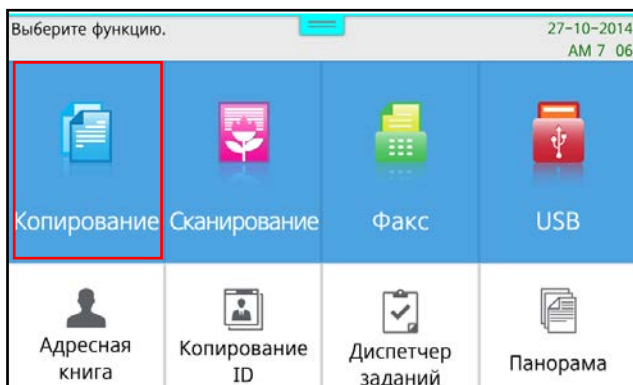 Выберите функцию.
27-10-2014
AM 7 06
Копирование
Сканирование
Факс
USB
Адресная
книга
Копирование
ID
Диспетчер
заданий
Панорама